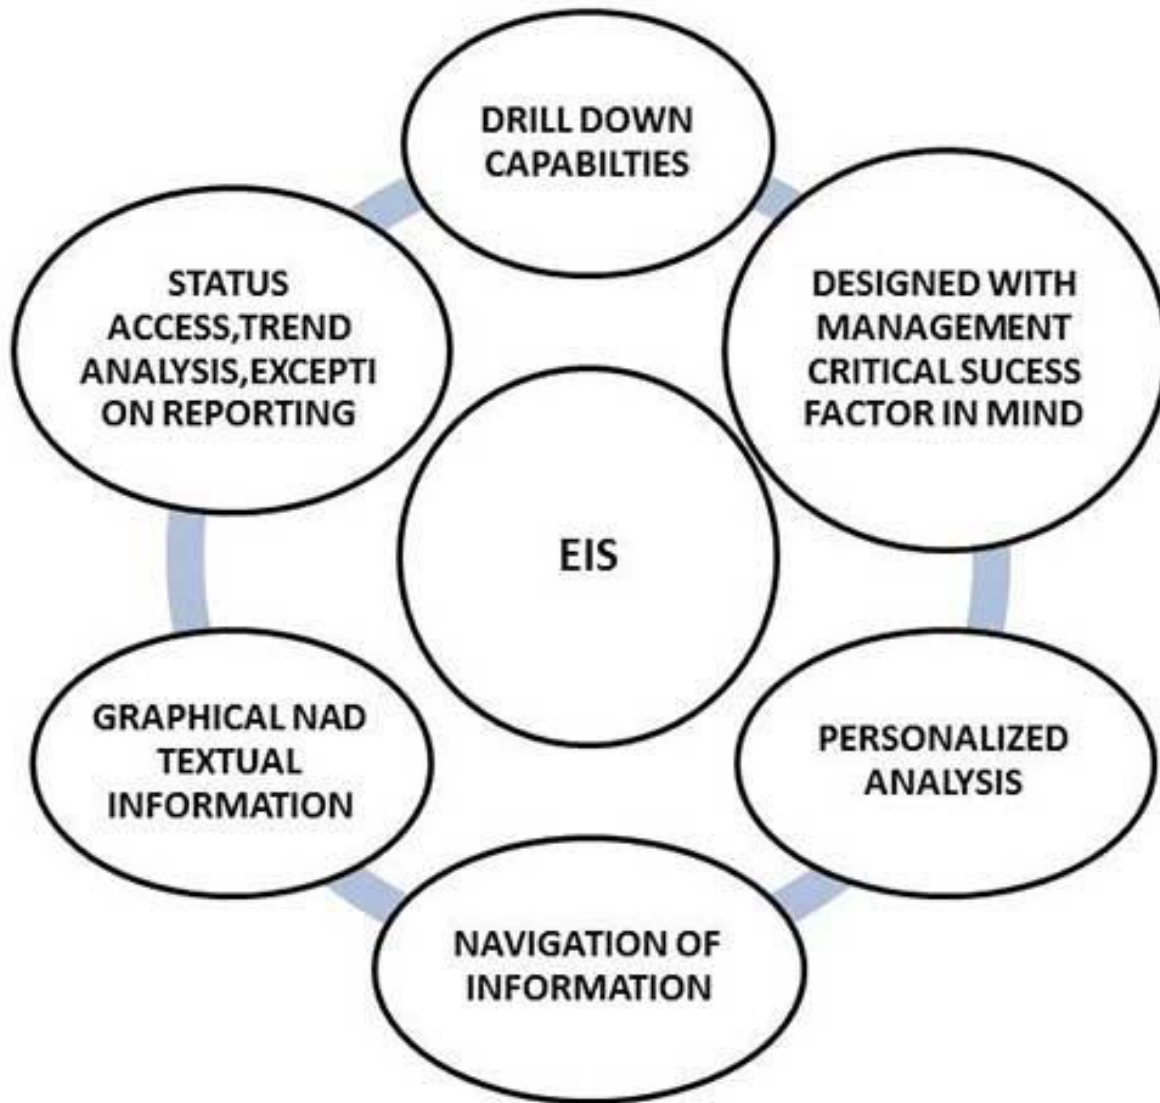 DRILL DOWN
CAPABILTIES
DESIGNED WITH
MANAGEMENT
CRITICAL SUCESS
FACTOR IN MIND
PERSONALIZED
ANALYSIS
NAVIGATION OF
INFORMATION
GRAPHICAL NAD
TEXTUAL
INFORMATION
STATUS
ACCESS,TREND
ANALYSIS,EXCEPTI
ON REPORTING
EIS